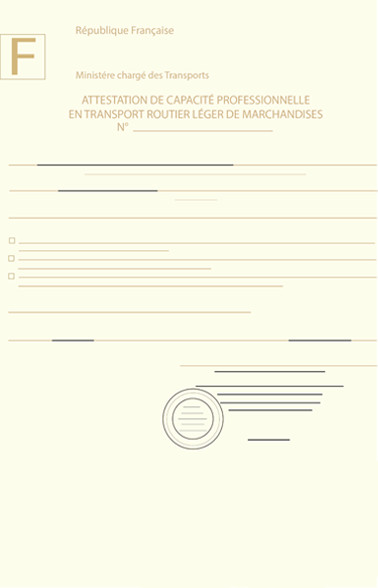 République Française
F
Ministére chargé des Transports
ATTESTATION DE CAPACITÉ PROFESSIONNELLE
EN TRANSPORT ROUTIER LÉGER DE MARCHANDISES
N°